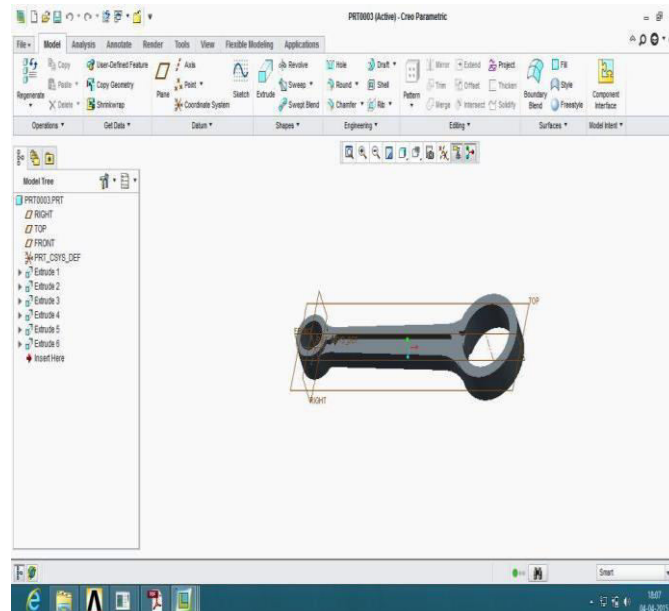 PRT0003 (Active) - Creo Parametric
File Model Analysis Annotate Render Tools View Flexible Modeling Applications
Regenerate
Copy
Paste
Delete
User-Defined Feature
Copy Geometry
Shrinkwrap
Plane
Axis
Point
Coordinate System
Sketch
Extrude
Revolve
Sweep
Swept Blend
Hole
Round
Chamfer
Draft
Shell
Rib
Pattern
Mirror
Trim
Merge
Extend
Offset
Intersect
Project
Thicken
Solidify
Boundary
Blend
Fill
Style
Freestyle
Component
Interface
Operations Get Data Datum Shapes Engineering Editing Surfaces Model Intent
Model Tree
PRT0003.PRT
RIGHT
TOP
FRONT
PRT_CSYS_DEF
Extrude 1
Extrude 2
Extrude 3
Extrude 4
Extrude 5
Extrude 6
Insert Here
TOP
RIGHT
Smart
18:07